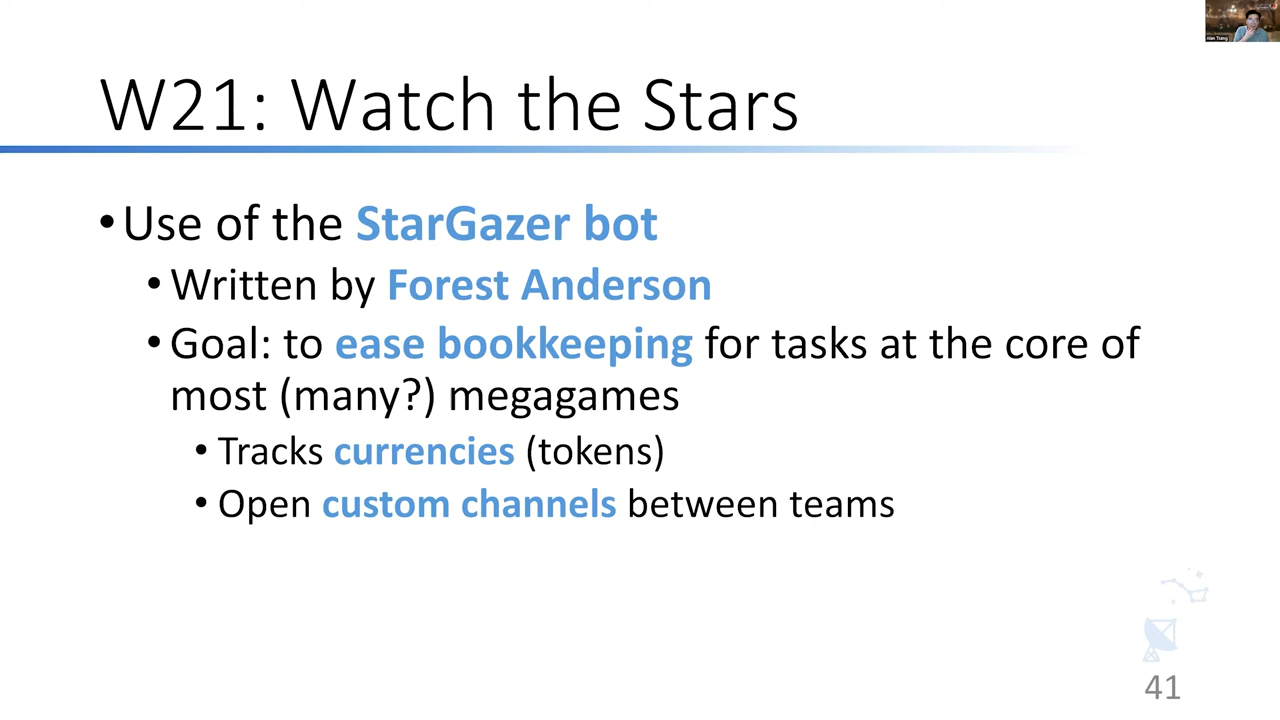 W21: Watch the Stars
•Use of the StarGazer bot
•Written by Forest Anderson
•Goal: to ease bookkeeping for tasks at the core of
most (many?) megagames
•Tracks currencies (tokens)
•Open custom channels between teams
41